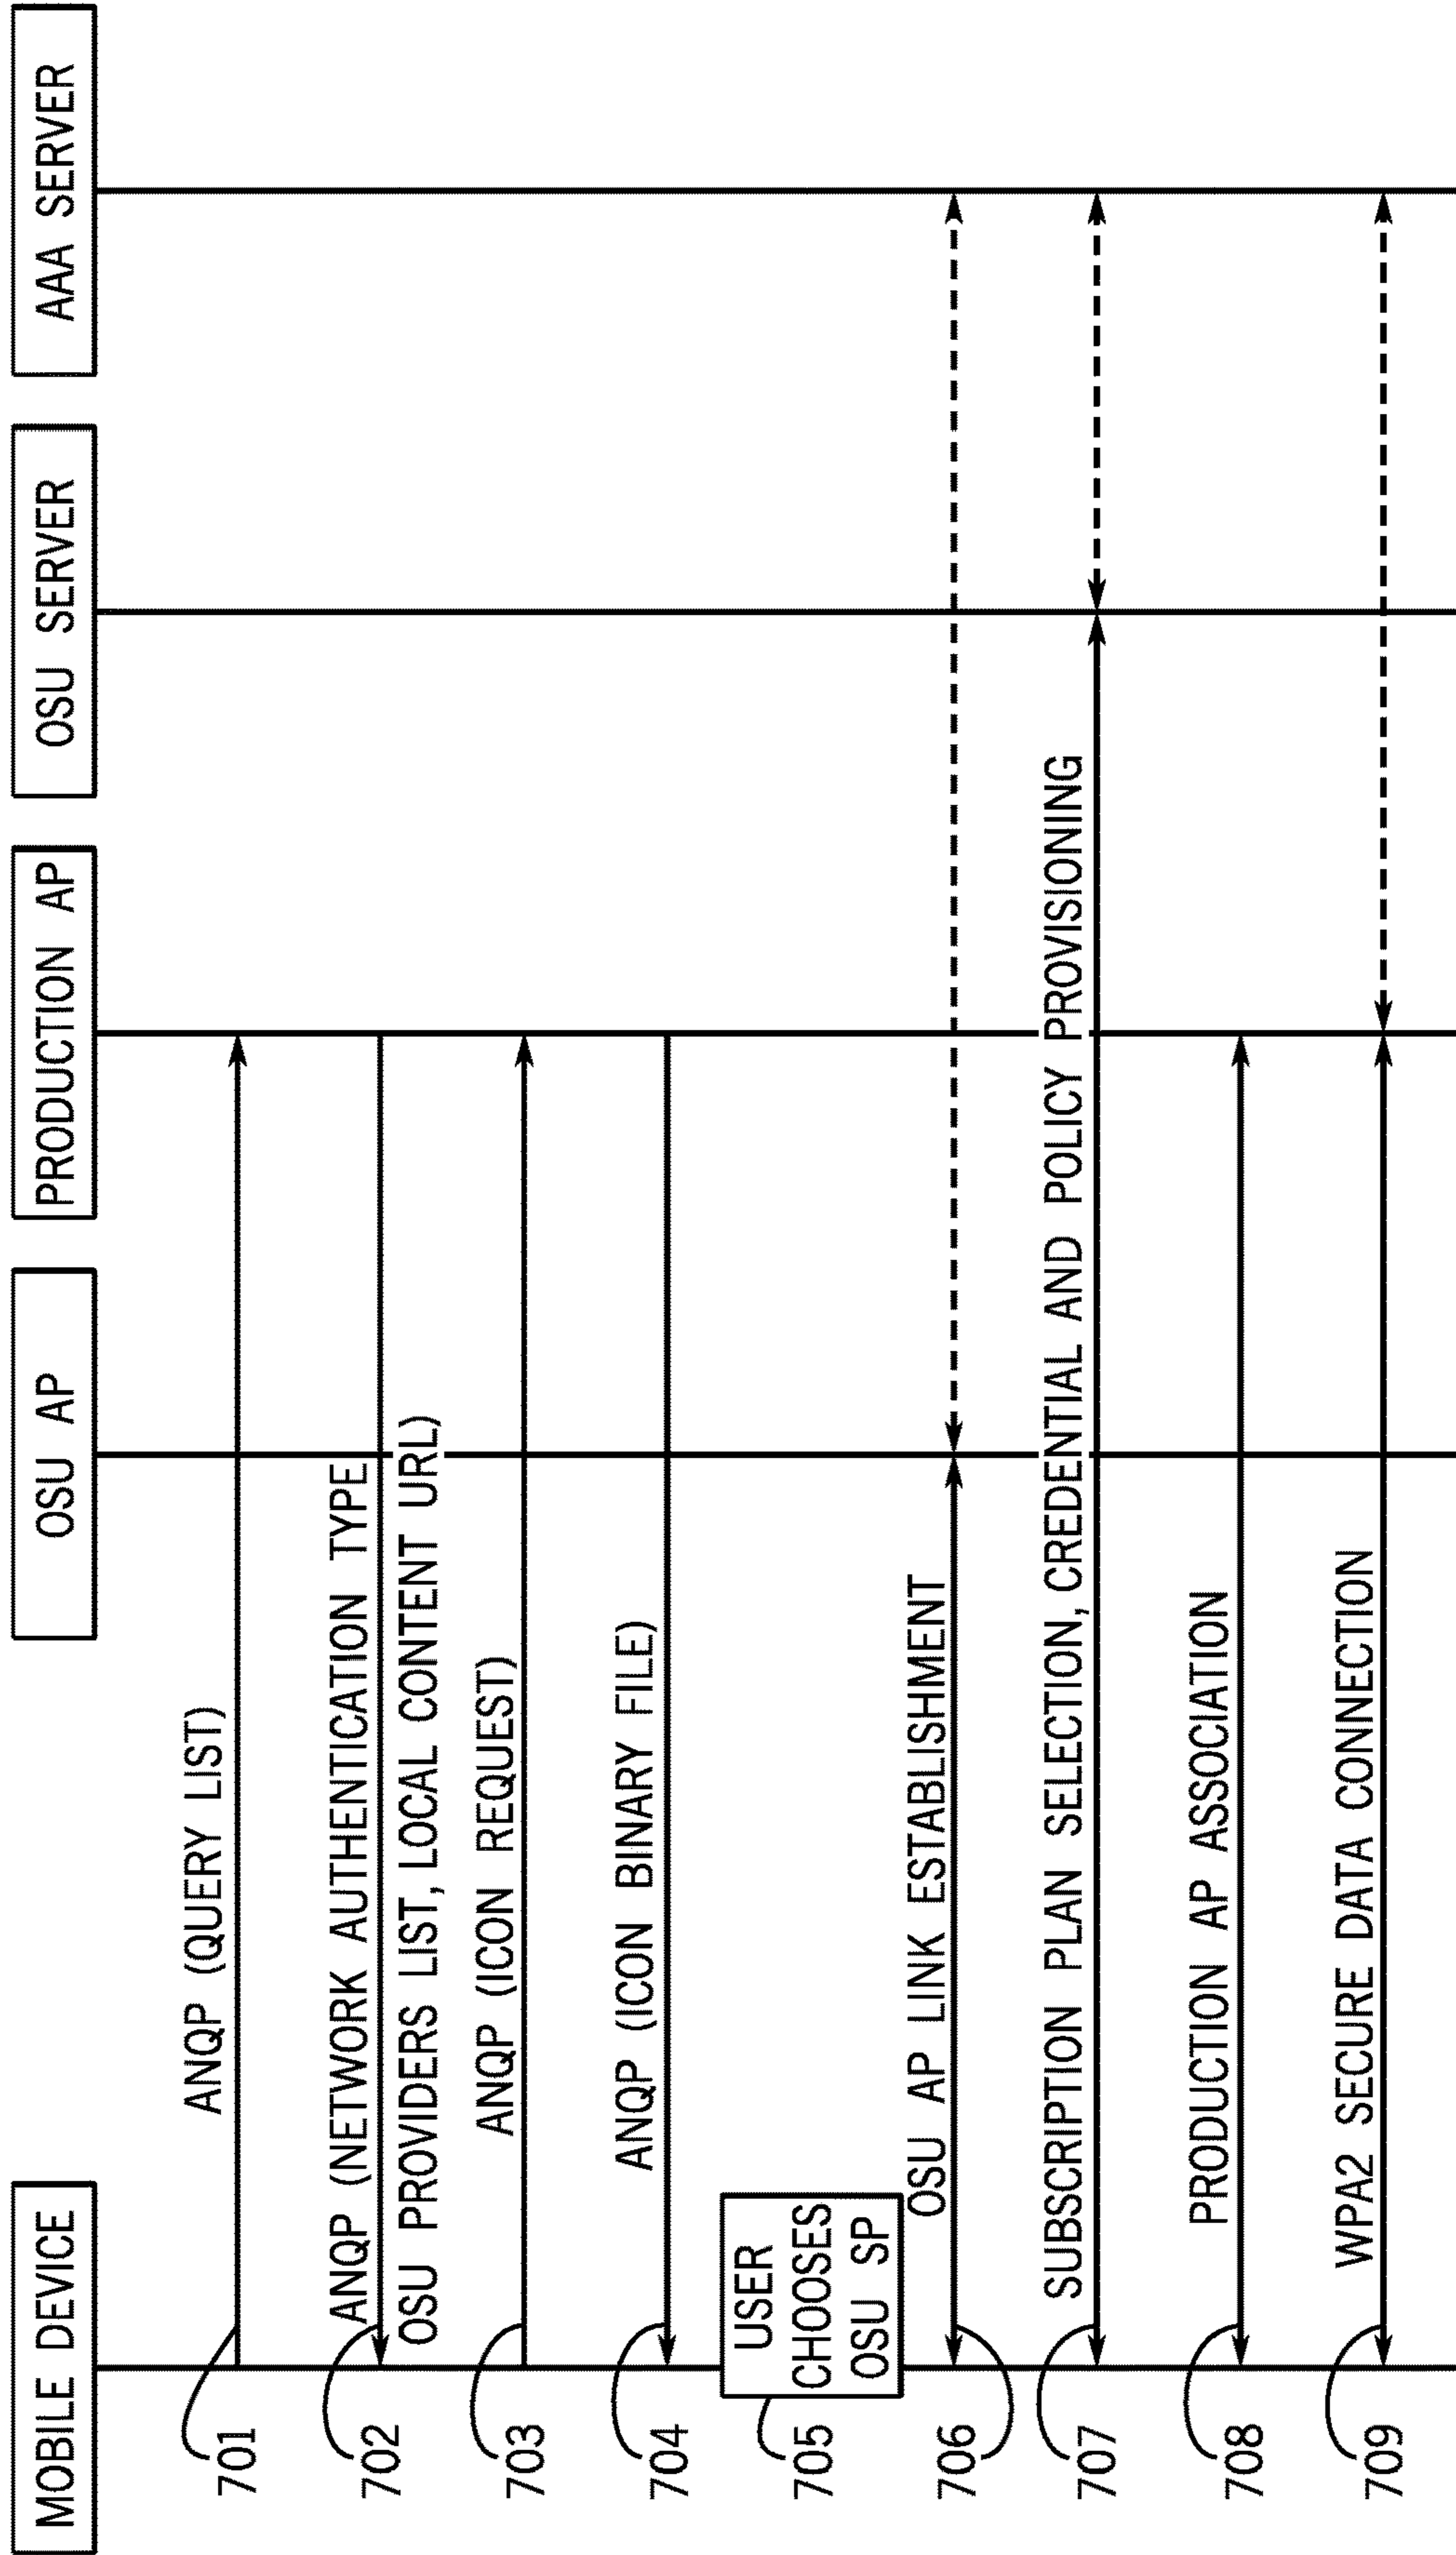 MOBILE DEVICE
OSU AP
PRODUCTION AP
OSU SERVER
AAA SERVER
701
ANQP (QUERY LIST)
702
ANQP (NETWORK AUTHENTICATION TYPE
OSU PROVIDERS LIST, LOCAL CONTENT URL)
703
ANQP (ICON REQUEST)
704
ANQP (ICON BINARY FILE)
705
USER
CHOOSES
OSU SP
706
OSU AP LINK ESTABLISHMENT
707
SUBSCRIPTION PLAN SELECTION, CREDENTIAL AND POLICY PROVISIONING
708
PRODUCTION AP ASSOCIATION
709
WPA2 SECURE DATA CONNECTION